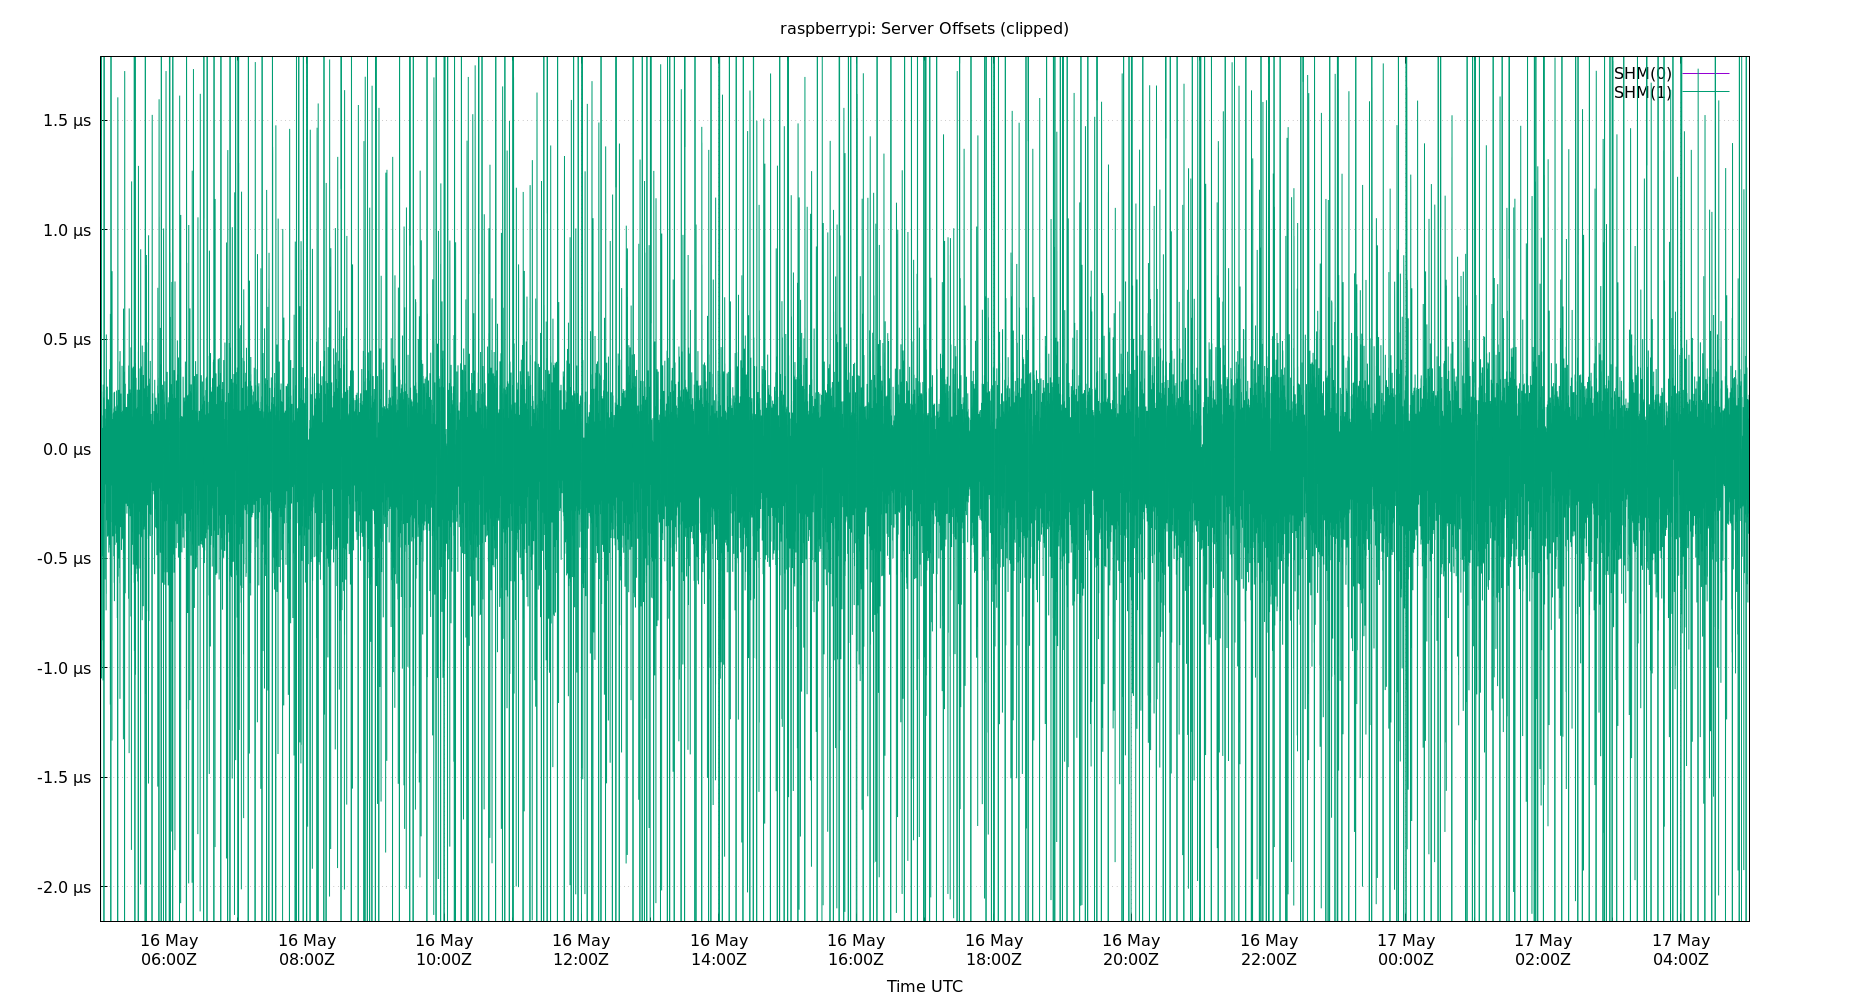 raspberrypi: Server Offsets (clipped)
SHM(0)
SHM(1)
1.5 µs
1.0 µs
0.5 µs
0.0 µs
-0.5 µs
-1.0 µs
-1.5 µs
-2.0 µs
16 May 16 May 16 May 16 May 16 May 16 May 16 May 16 May 16 May 17 May 17 May 17 May
06:00Z 08:00Z 10:00Z 12:00Z 14:00Z 16:00Z 18:00Z 20:00Z 22:00Z 00:00Z 02:00Z 04:00Z
Time UTC